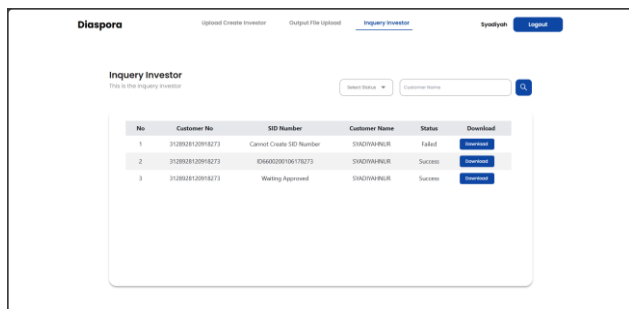 Diaspora Upload Create Investor Output File Upload Inquery Investor Syadiyah Logout
Inquery Investor
This is the Inquery Investor
Select Status Customer Name
No Customer No SID Number Customer Name Status Download
1 3128928120918273 Cannot Create SID Number SYADIYAHNUR Failed Download
2 3128928120918273 ID6600200106178273 SYADIYAHNUR Success Download
3 3128928120918273 Waiting Approved SYADIYAHNUR Success Download